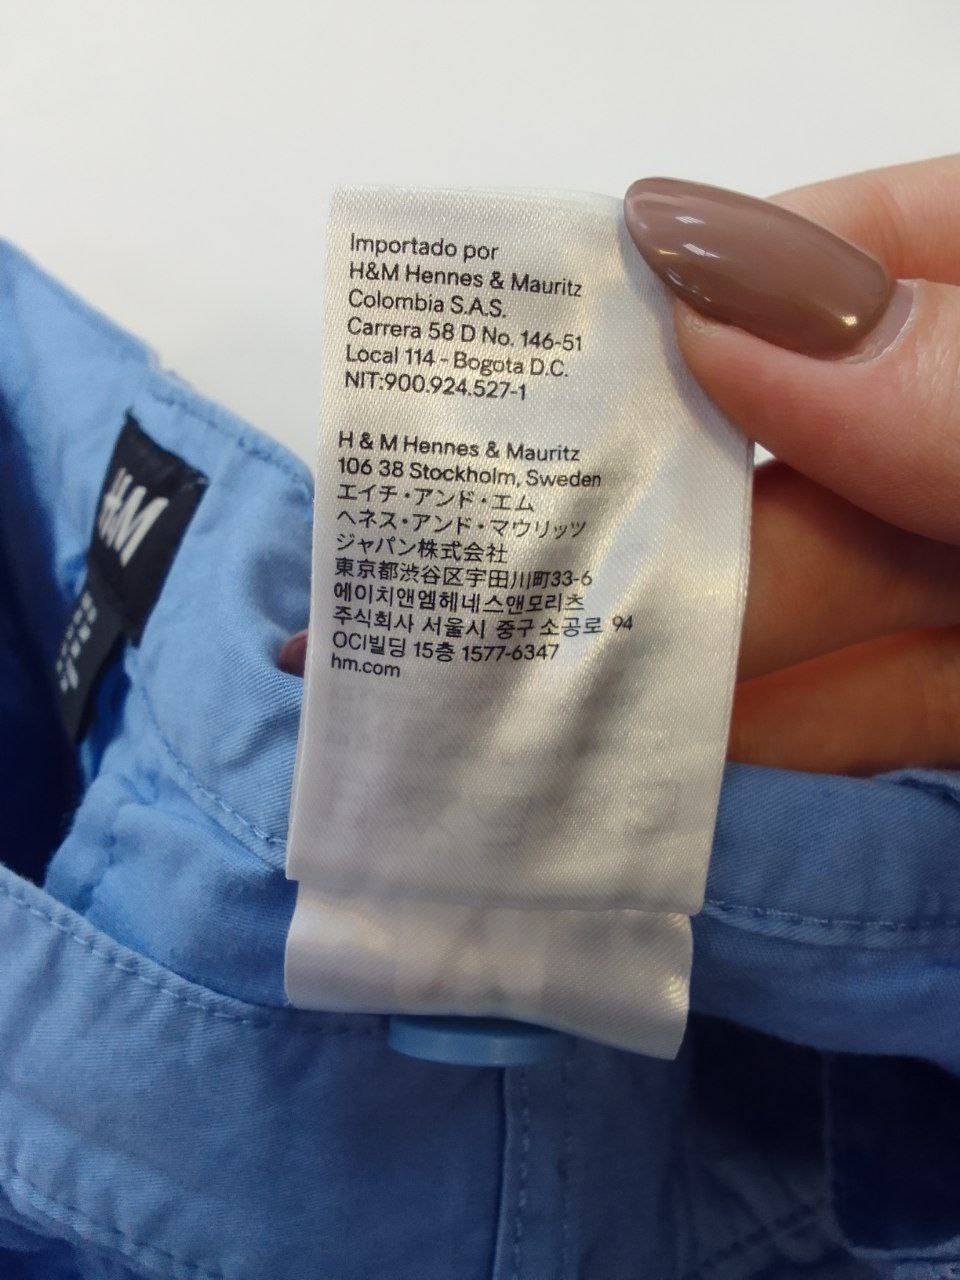 Importado por
H&M Hennes & Mauritz
Colombia S.A.S.
Carrera 58 D No. 146-51
Local 114 - Bogota D.C.
NIT:900.924.527-1
H & M Hennes & Mauritz
106 38 Stockholm, Sweden
エイチ・アンド・エム
ヘネス・アンド・マウリッツ
ジャパン株式会社
東京都渋谷区宇田川町33-6
에이치앤엠헤네스앤모리츠
주식회사 서울시 중구 소공로 94
OCI빌딩 15층 1577-6347
hm.com
H&M